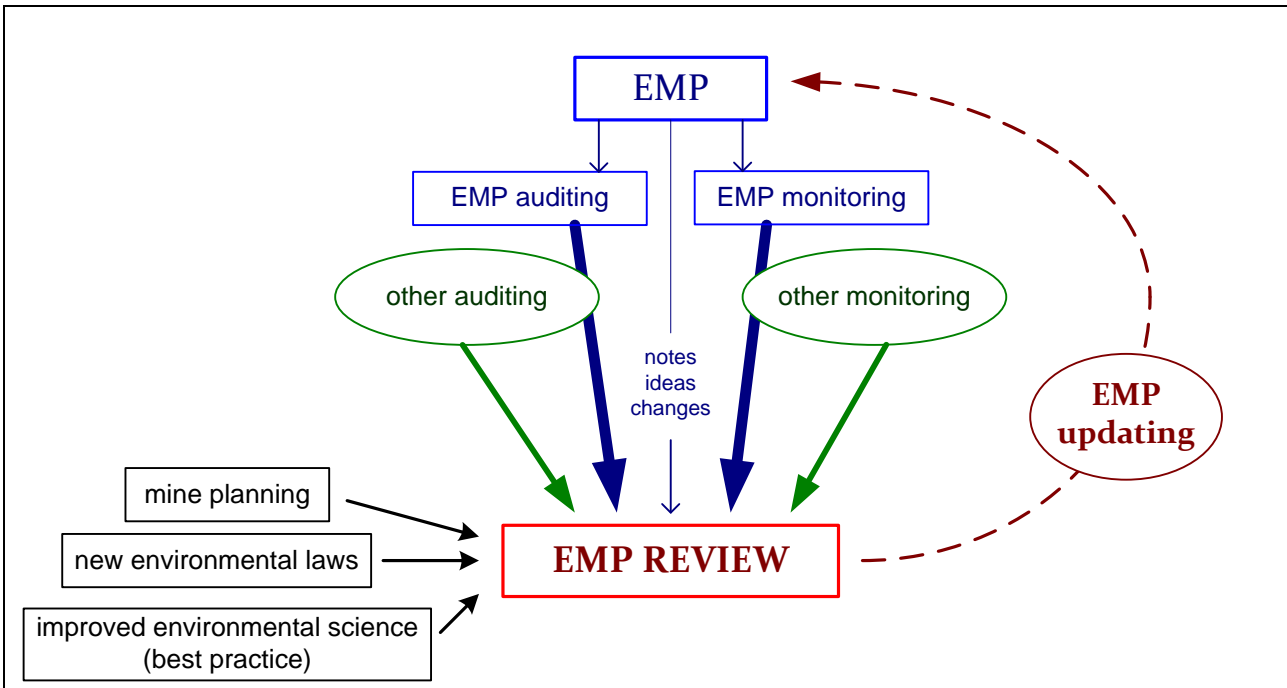 EMP
EMP auditing
EMP monitoring
other auditing
other monitoring
notes
ideas
changes
EMP
updating
mine planning
new environmental laws
improved environmental science
(best practice)
EMP REVIEW